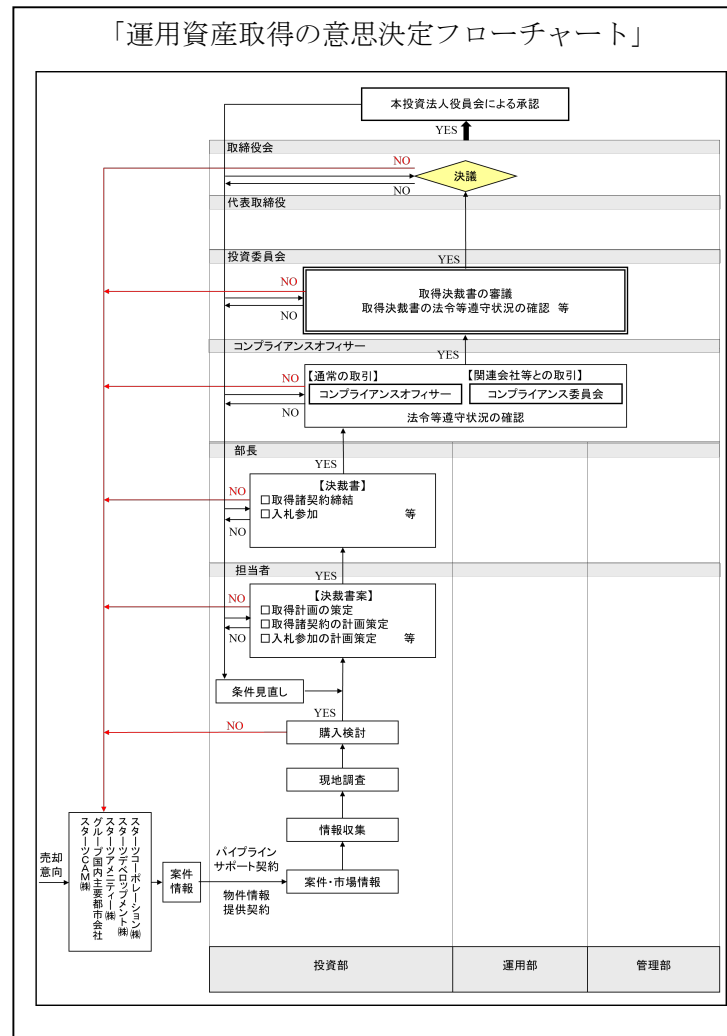 「運用資産取得の意思決定フローチャート」
本投資法人役員会による承認
YES
取締役会
NO
決議
NO
代表取締役
投資委員会
YES
NO
取得決裁書の審議
取得決裁書の法令等遵守状況の確認 等
NO
コンプライアンスオフィサー
YES
【通常の取引】
【関連会社等との取引】
NO
コンプライアンスオフィサー
コンプライアンス委員会
NO
法令等遵守状況の確認
部長
YES
【決裁書】
NO
□取得諸契約締結
□入札参加 等
NO
担当者
YES
【決裁書案】
NO
□取得計画の策定
□取得諸契約の計画策定
□入札参加の計画策定 等
NO
条件見直し
YES
NO
購入検討
現地調査
情報収集
パイプライン
サポート契約
案件・市場情報
物件情報
提供契約
売却
意向
スターツコーポレーション㈱
スターツデベロップメント㈱
スターツアメニティー㈱
グループ国内主要都市会社
スターツCAM㈱
案件
情報
投資部
運用部
管理部